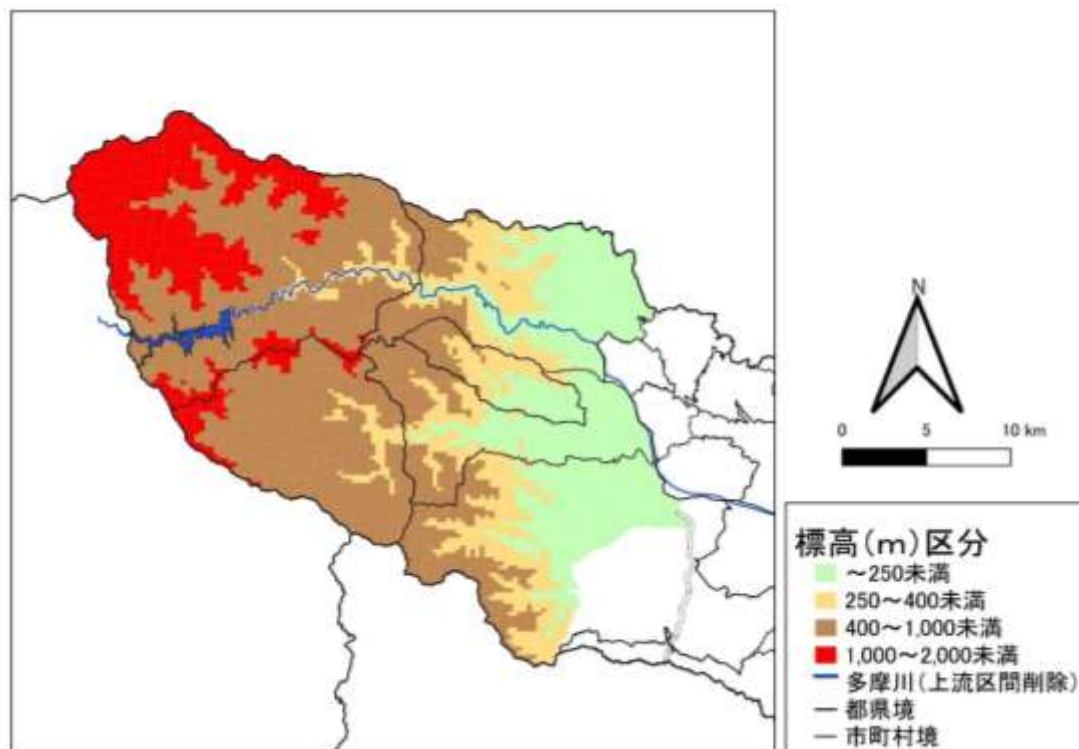 N
0 5 10 km
標高(m)区分
~250未満
250~400未満
400~1,000未満
1,000~2,000未満
多摩川(上流区間削除)
都県境
市町村境